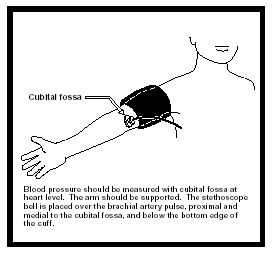 Cubital fossa
Blood pressure should be measured with cubital fossa at
heart level.  The arm should be supported.  The stethoscope
bell is placed over the brachial artery pulse, proximal and
medial to the cubital fossa, and below the bottom edge of
the cuff.